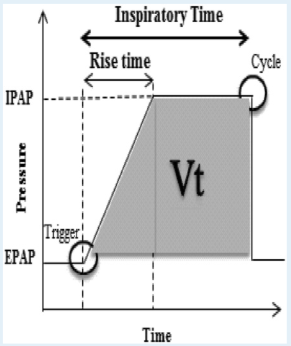 Inspiratory Time
Rise time
Cycle
IPAP
Pressure
Vt
Trigger
EPAP
Time